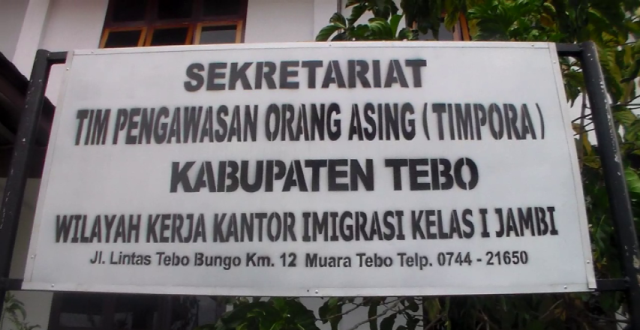 SEKRETARIAT
TIM PENGAWASAN ORANG ASING ( TIMPORA )
KABUPATEN TEBO
WILAYAH KERJA KANTOR IMIGRASI KELAS I JAMBI
Jl. Lintas Tebo Bungo Km. 12 Muara Tebo Telp. 0744 - 21650